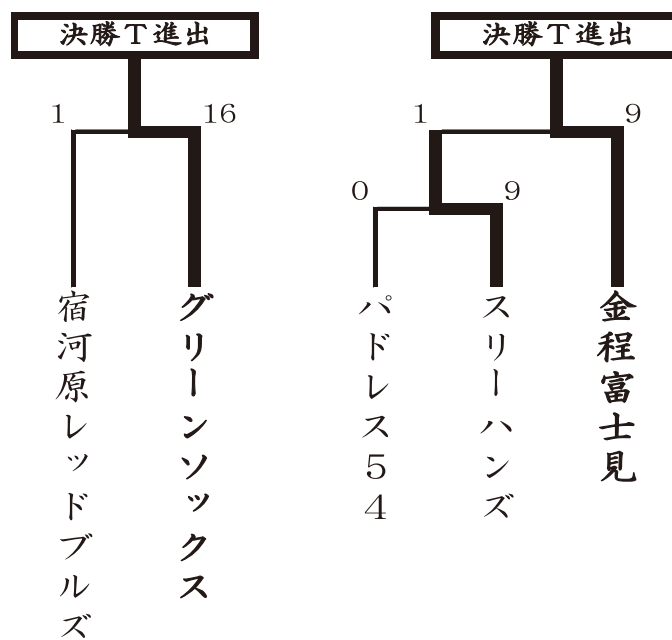 決勝Ｔ進出
決勝Ｔ進出
1
16
1
9
0
9
宿河原レッドブルズ
グリーンソックス
パドレス５４
スリーハンズ
金程富士見